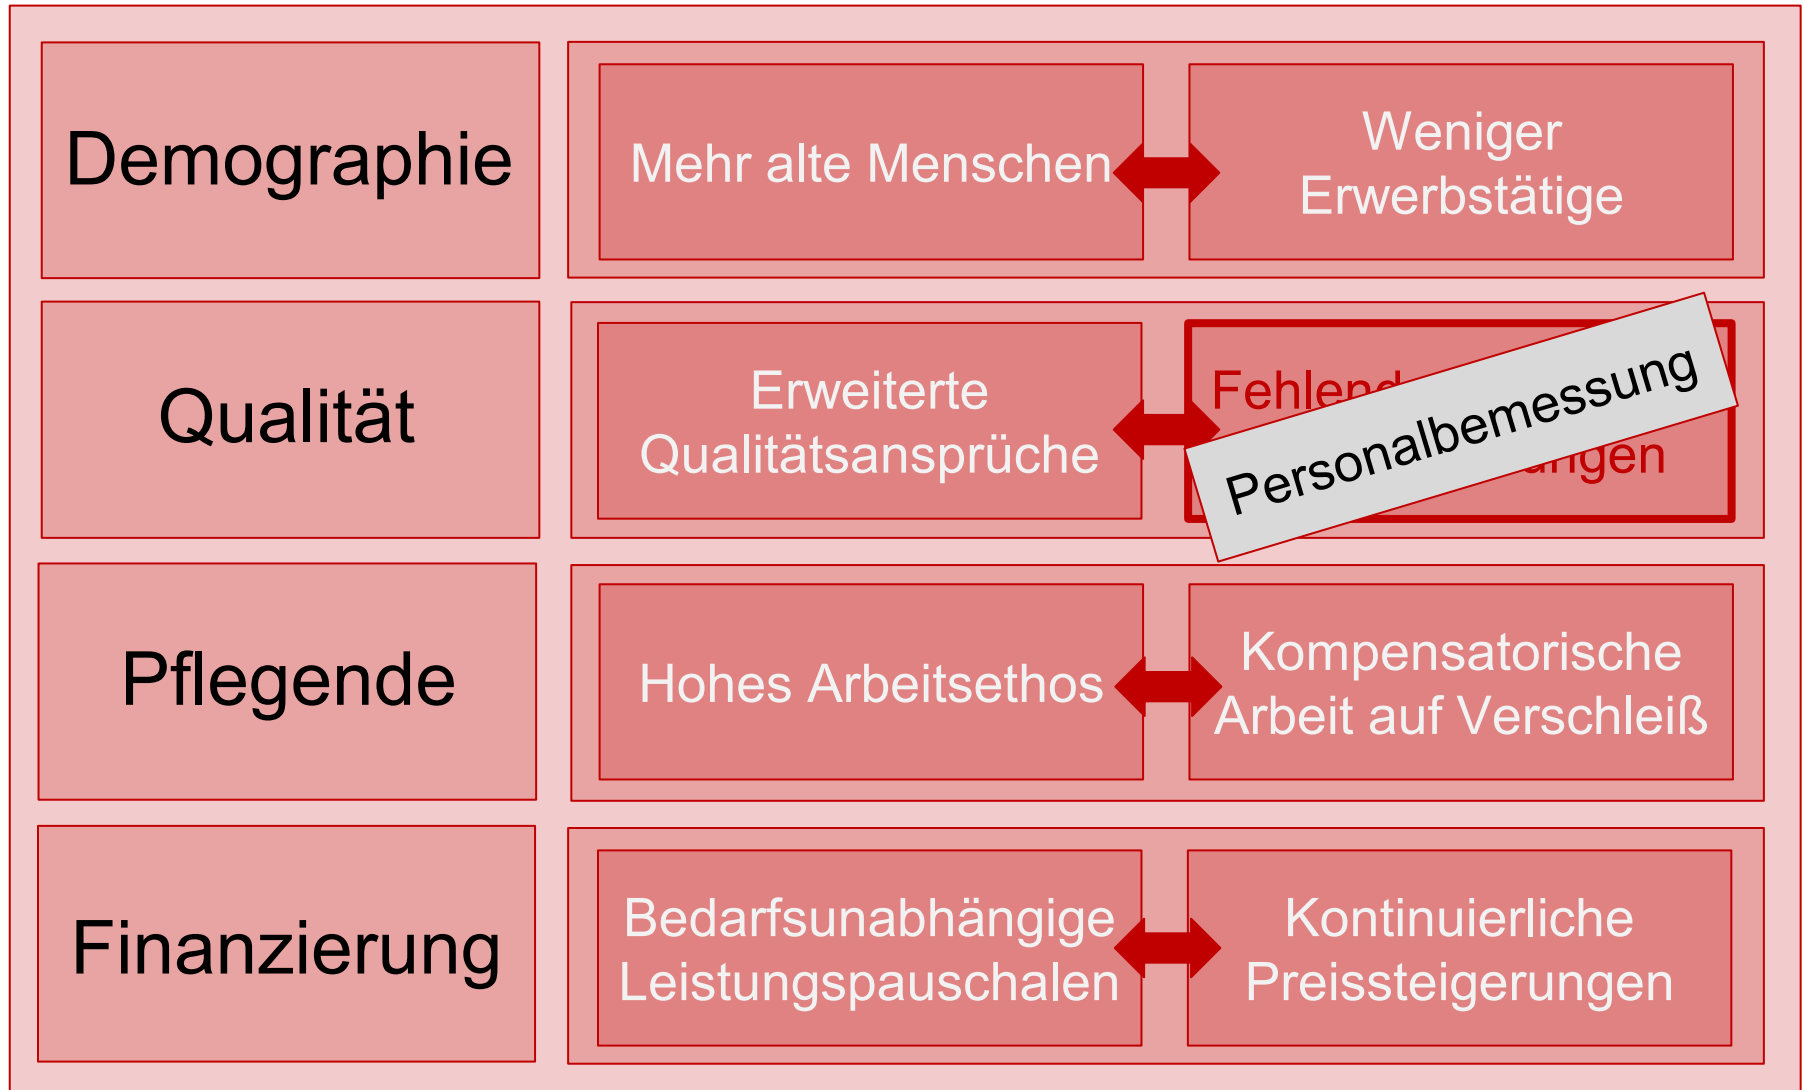 Demographie
Mehr alte Menschen
Weniger
Erwerbstätige
Qualität
Erweiterte
Qualitätsansprüche
Personalbemessung
Pflegende
Hohes Arbeitsethos
Kompensatorische
Arbeit auf Verschleiß
Finanzierung
Bedarfsunabhängige
Leistungspauschalen
Kontinuierliche
Preissteigerungen